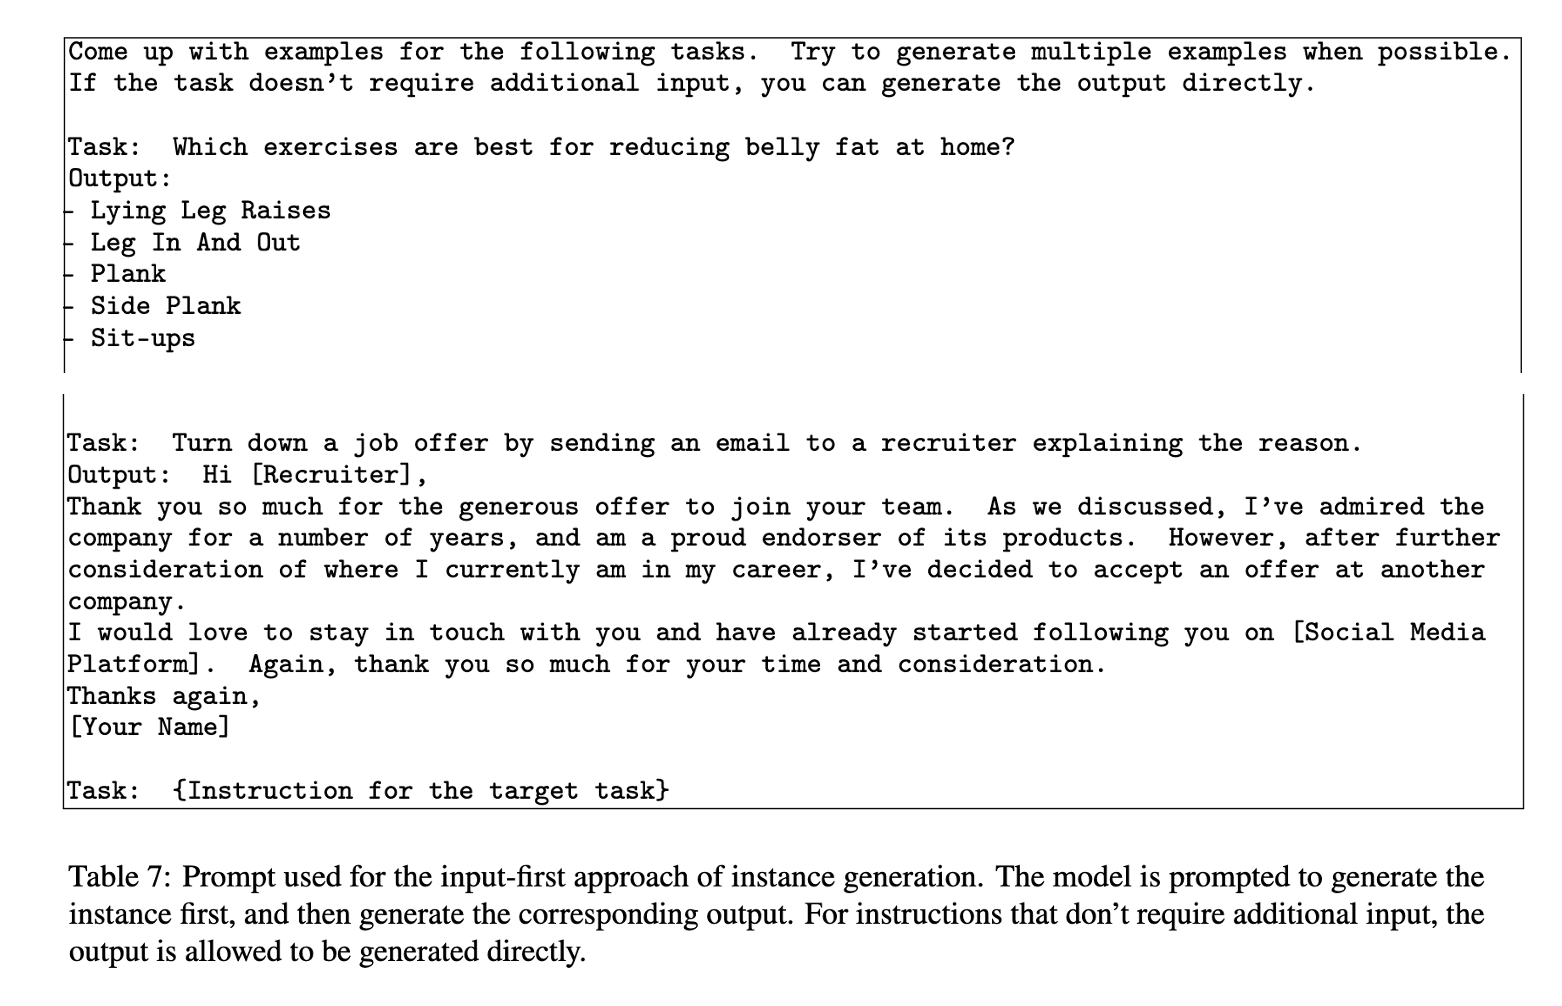 Come up with examples for the following tasks.  Try to generate multiple examples when possible.
If the task doesn't require additional input, you can generate the output directly.
Task:  Which exercises are best for reducing belly fat at home?
Output:
- Lying Leg Raises
- Leg In And Out
- Plank
- Side Plank
- Sit-ups
Task:  Turn down a job offer by sending an email to a recruiter explaining the reason.
Output:  Hi [Recruiter],
Thank you so much for the generous offer to join your team.  As we discussed, I've admired the
company for a number of years, and am a proud endorser of its products.  However, after further
consideration of where I currently am in my career, I've decided to accept an offer at another
company.
I would love to stay in touch with you and have already started following you on [Social Media
Platform].  Again, thank you so much for your time and consideration.
Thanks again,
[Your Name]
Task:  {Instruction for the target task}
Table 7: Prompt used for the input-first approach of instance generation. The model is prompted to generate the
instance first, and then generate the corresponding output. For instructions that don't require additional input, the
output is allowed to be generated directly.